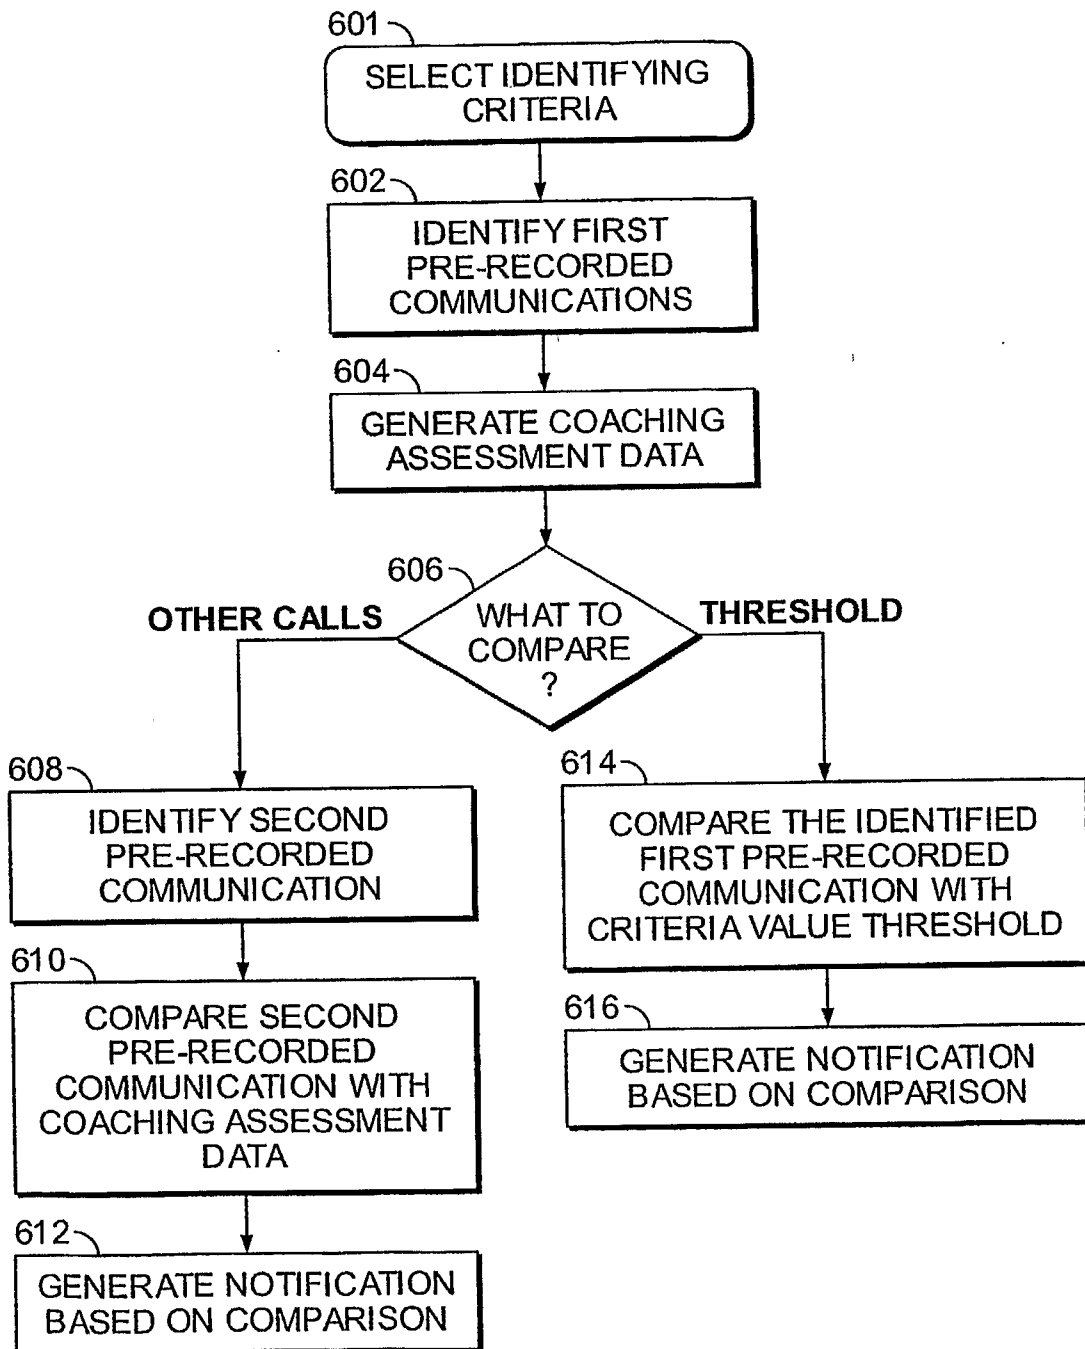 601
SELECT IDENTIFYING
CRITERIA
602
IDENTIFY FIRST
PRE-RECORDED
COMMUNICATIONS
604
GENERATE COACHING
ASSESSMENT DATA
606
WHAT TO
COMPARE
?
OTHER CALLS
THRESHOLD
608
IDENTIFY SECOND
PRE-RECORDED
COMMUNICATION
610
COMPARE SECOND
PRE-RECORDED
COMMUNICATION WITH
COACHING ASSESSMENT
DATA
612
GENERATE NOTIFICATION
BASED ON COMPARISON
614
COMPARE THE IDENTIFIED
FIRST PRE-RECORDED
COMMUNICATION WITH
CRITERIA VALUE THRESHOLD
616
GENERATE NOTIFICATION
BASED ON COMPARISON